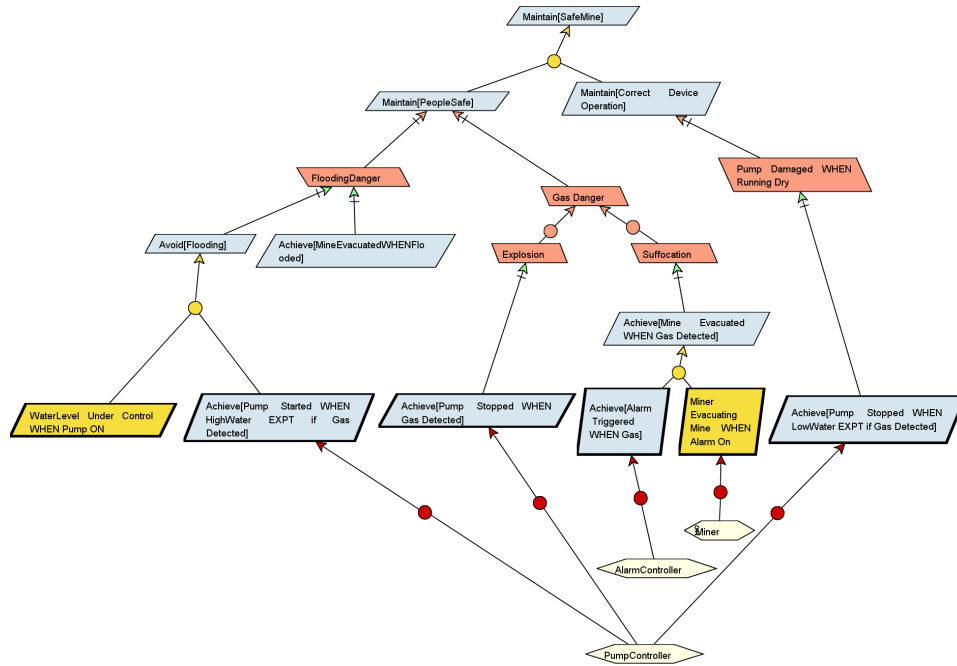 Maintain[SafeMine]
Maintain[PeopleSafe]
Maintain[Correct Device
Operation]
FloodingDanger
Gas Danger
Pump Damaged WHEN
Running Dry
Avoid[Flooding]
Achieve[MineEvacuatedWHENFlo
oded]
Explosion
Suffocation
Achieve[Mine Evacuated
WHEN Gas Detected]
WaterLevel Under Control
WHEN Pump ON
Achieve[Pump Started WHEN
HighWater EXPT if Gas
Detected]
Achieve[Pump Stopped WHEN
Gas Detected]
Achieve[Alarm
Triggered
WHEN Gas]
Miner
Evacuating
Mine WHEN
Alarm On
Achieve[Pump Stopped WHEN
LowWater EXPT if Gas Detected]
Miner
AlarmController
PumpController